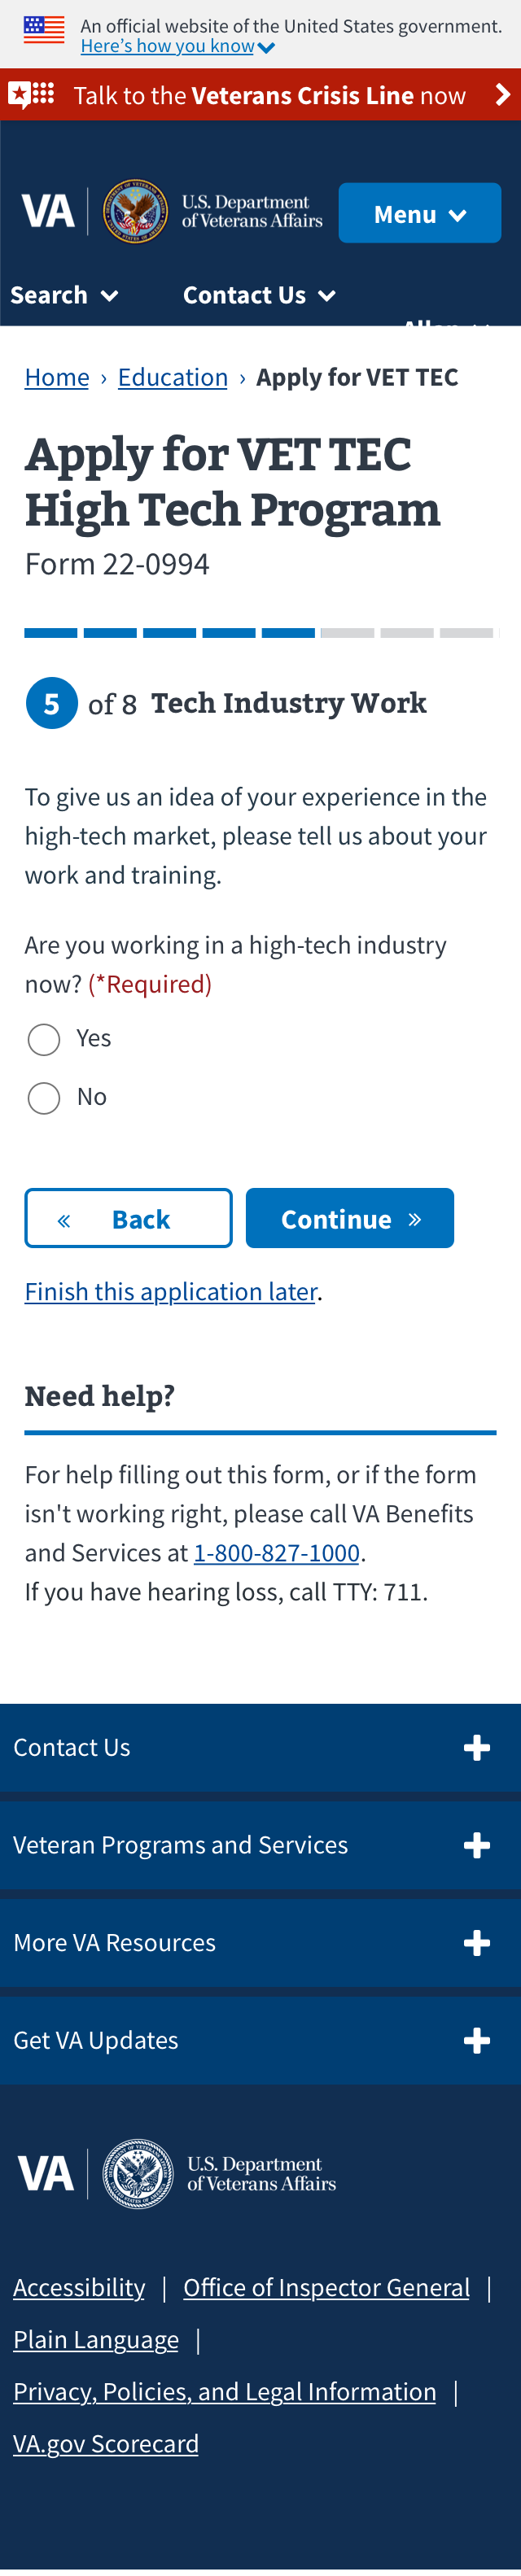 An official website of the United States government.
Here’s how you know
Talk to the Veterans Crisis Line now
VA
U.S. Department
of Veterans Affairs
Menu
Search
Contact Us
Home › Education › Apply for VET TEC
Apply for VET TEC
High Tech Program
Form 22-0994
5 of 8 Tech Industry Work
To give us an idea of your experience in the
high-tech market, please tell us about your
work and training.
Are you working in a high-tech industry
now? (*Required)
Yes
No
« Back
Continue »
Finish this application later.
Need help?
For help filling out this form, or if the form
isn't working right, please call VA Benefits
and Services at 1-800-827-1000.
If you have hearing loss, call TTY: 711.
Contact Us
Veteran Programs and Services
More VA Resources
Get VA Updates
VA
U.S. Department
of Veterans Affairs
Accessibility | Office of Inspector General |
Plain Language |
Privacy, Policies, and Legal Information |
VA.gov Scorecard